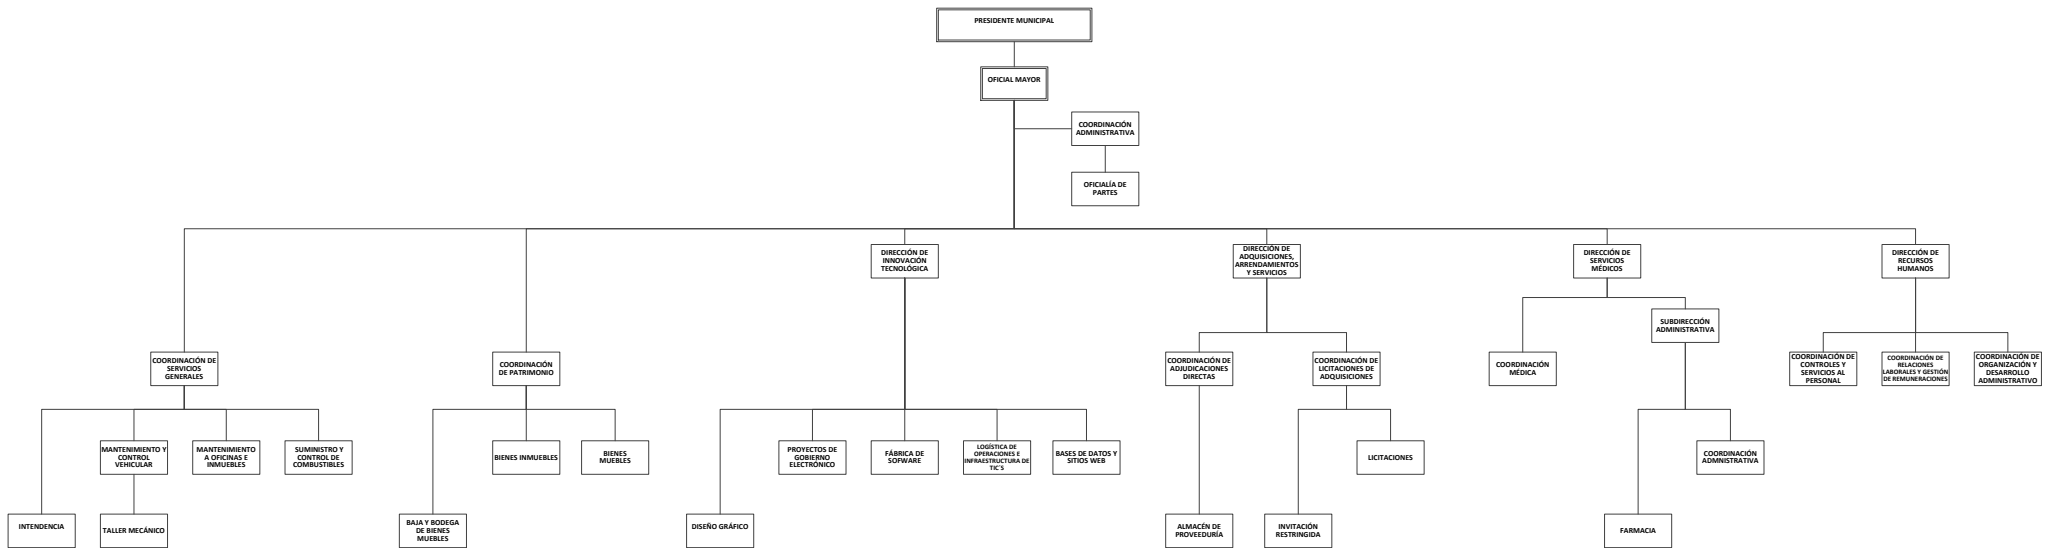 PRESIDENTE MUNICIPAL
OFICIAL MAYOR
COORDINACIÓN
ADMINISTRATIVA
OFICIALÍA DE
PARTES
DIRECCIÓN DE
INNOVACIÓN
TECNOLÓGICA
DIRECCIÓN DE
ADQUISICIONES,
ARRENDAMIENTOS
Y SERVICIOS
DIRECCIÓN DE
SERVICIOS
MÉDICOS
DIRECCIÓN DE
RECURSOS
HUMANOS
SUBDIRECCIÓN
ADMINISTRATIVA
COORDINACIÓN DE
SERVICIOS
GENERALES
COORDINACIÓN
DE PATRIMONIO
COORDINACIÓN DE
ADJUDICACIONES
DIRECTAS
COORDINACIÓN DE
LICITACIONES DE
ADQUISICIONES
COORDINACIÓN
MÉDICA
COORDINACIÓN DE
CONTROLES Y
SERVICIOS AL
PERSONAL
COORDINACIÓN DE
RELACIONES
LABORALES Y GESTIÓN
DE REMUNERACIONES
COORDINACIÓN DE
ORGANIZACIÓN Y
DESARROLLO
ADMINISTRATIVO
MANTENIMIENTO Y
CONTROL
VEHICULAR
MANTENIMIENTO
A OFICINAS E
INMUEBLES
SUMINISTRO Y
CONTROL DE
COMBUSTIBLES
BIENES INMUEBLES
BIENES
MUEBLES
PROYECTOS DE
GOBIERNO
ELECTRÓNICO
FÁBRICA DE
SOFWARE
LOGÍSTICA DE
OPERACIONES E
INFRAESTRUCTURA DE
TIC´S
BASES DE DATOS Y
SITIOS WEB
LICITACIONES
COORDINACIÓN
ADMNISTRATIVA
INTENDENCIA
TALLER MECÁNICO
BAJA Y BODEGA
DE BIENES
MUEBLES
DISEÑO GRÁFICO
ALMACÉN DE
PROVEEDURÍA
INVITACIÓN
RESTRINGIDA
FARMACIA